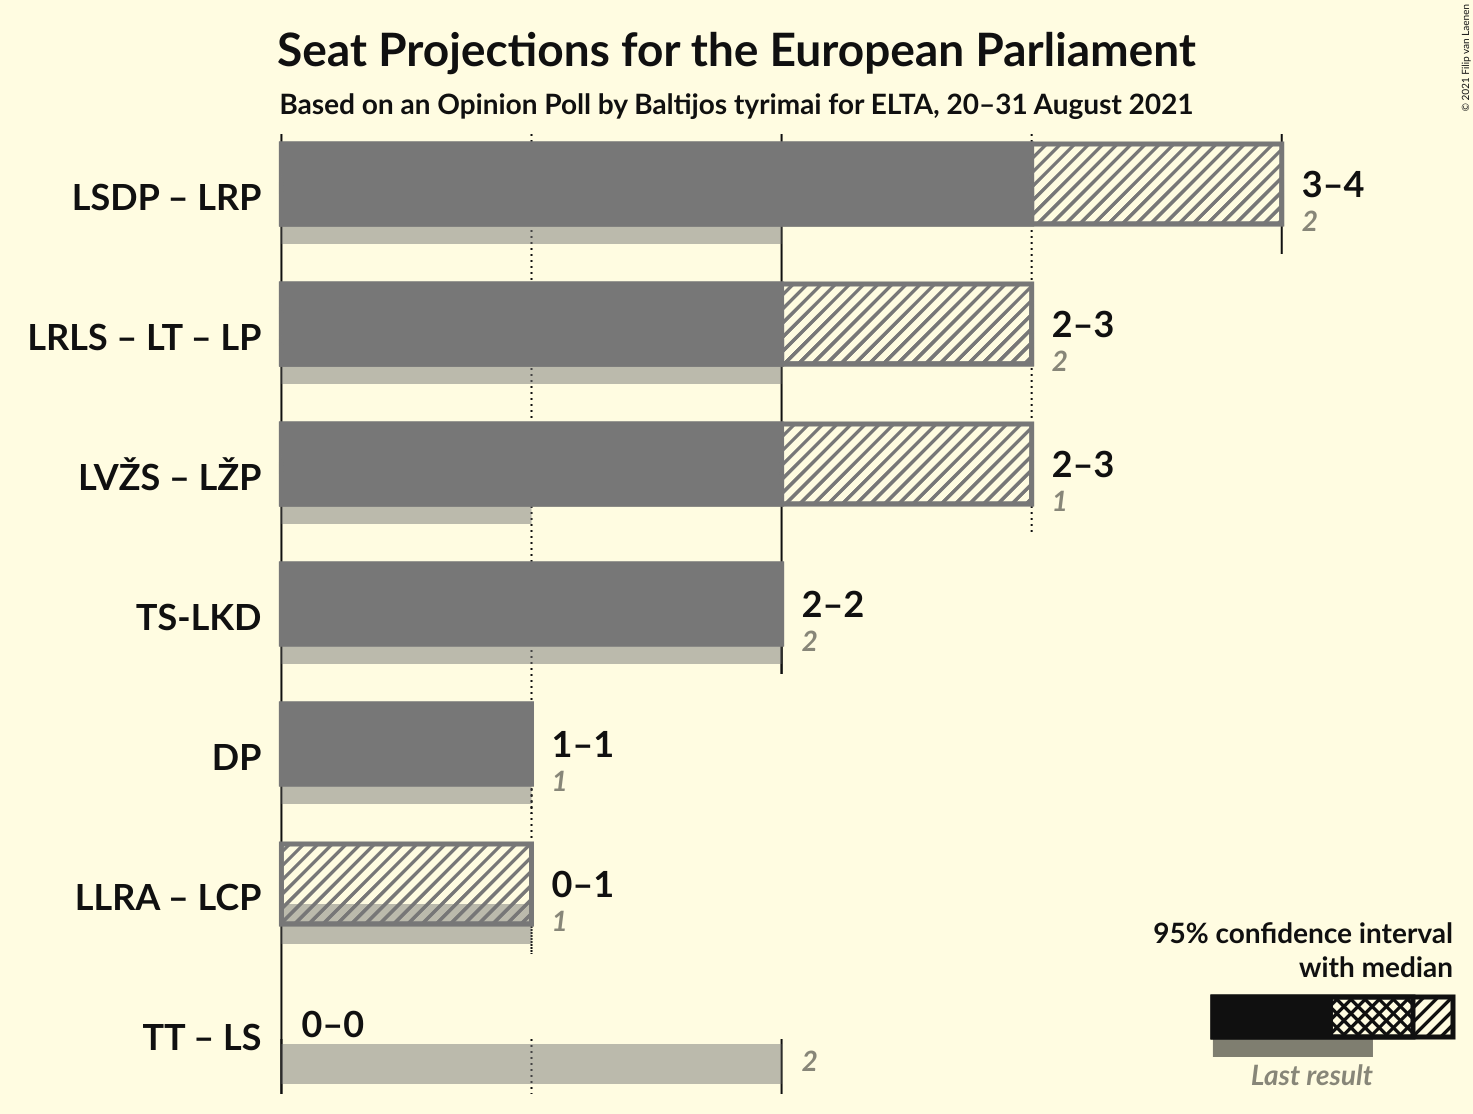 Seat Projections for the European Parliament
Based on an Opinion Poll by Baltijos tyrimai for ELTA, 20–31 August 2021
© 2021 Filip van Laenen
LSDP – LRP
3–4
2
LRLS – LT – LP
2–3
2
LVŽS – LŽP
2–3
1
TS-LKD
2–2
2
DP
1–1
1
LLRA – LCP
0–1
1
TT – LS
0–0
2
95% confidence interval
with median
Last result